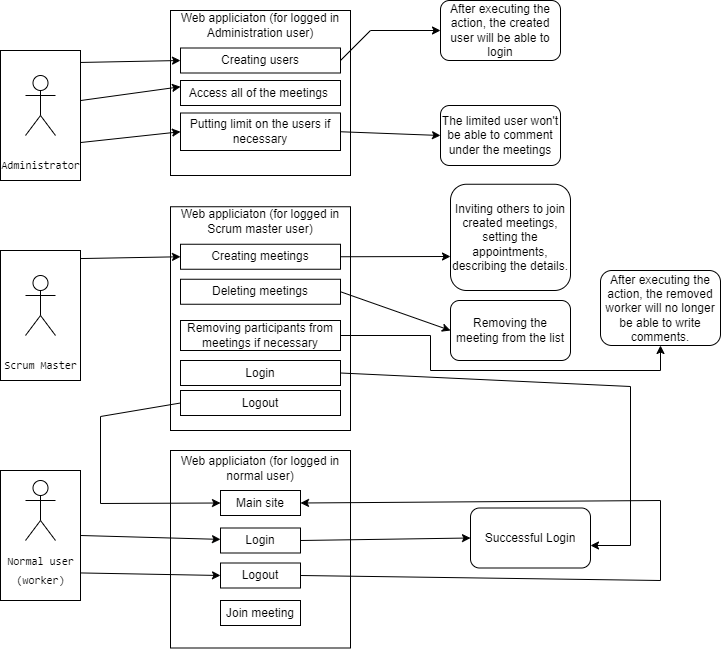 Web appliciaton (for logged in
Administration user)
Creating users
Access all of the meetings
Putting limit on the users if
necessary
After executing the
action, the created
user will be able to
login
The limited user won't
be able to comment
under the meetings
Administrator
Web appliciaton (for logged in
Scrum master user)
Creating meetings
Deleting meetings
Removing participants from
meetings if necessary
Login
Logout
Inviting others to join
created meetings,
setting the
appointments,
describing the details.
Removing the
meeting from the list
After executing the
action, the removed
worker will no longer
be able to write
comments.
Scrum Master
Web appliciaton (for logged in
normal user)
Main site
Login
Logout
Join meeting
Successful Login
Normal user
(worker)